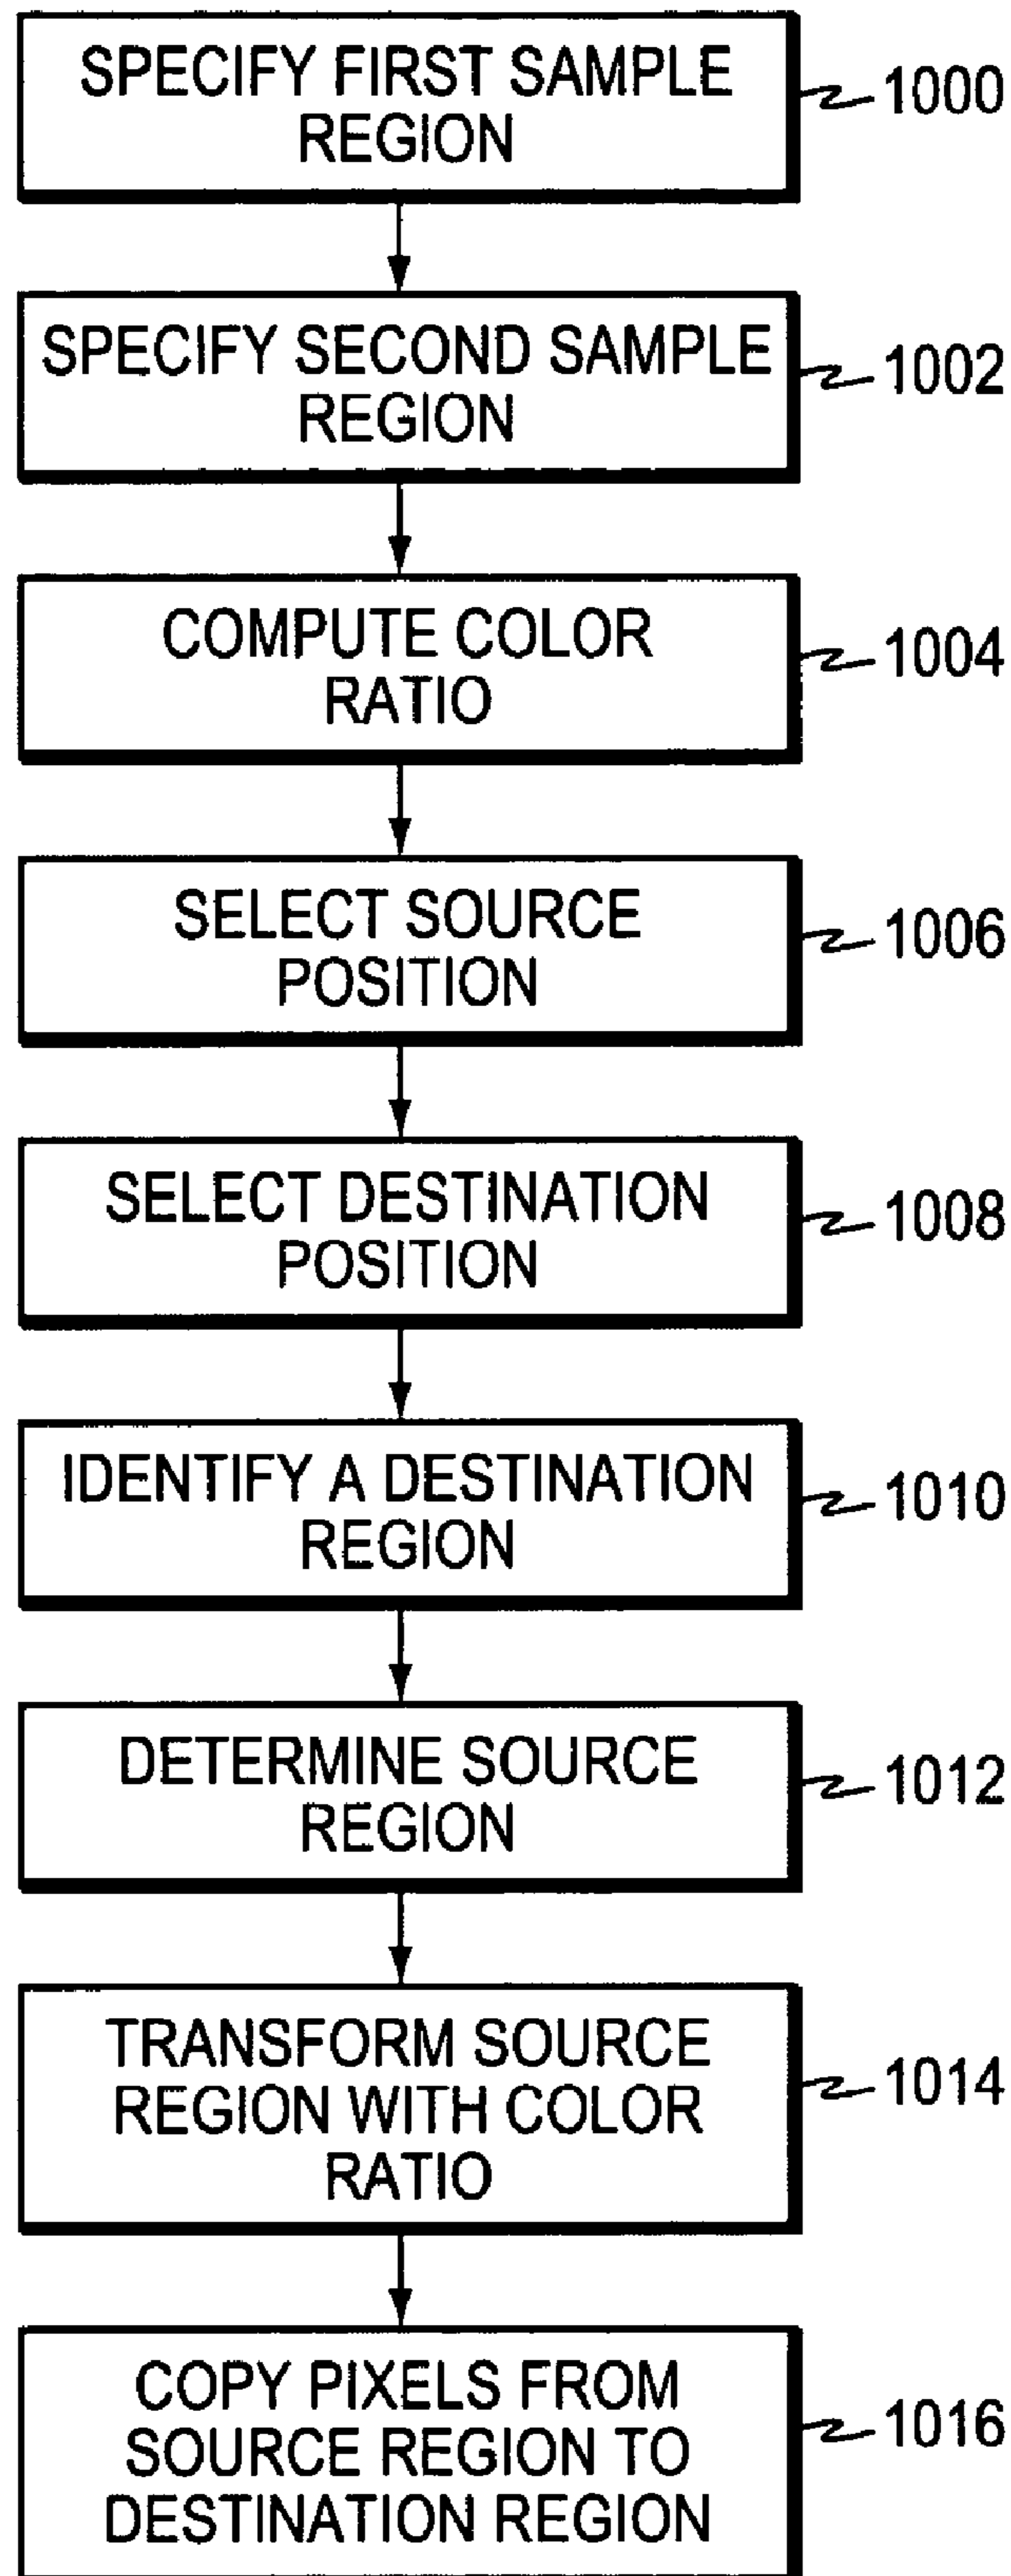 SPECIFY FIRST SAMPLE
REGION
1000
SPECIFY SECOND SAMPLE
REGION
1002
COMPUTE COLOR
RATIO
1004
SELECT SOURCE
POSITION
1006
SELECT DESTINATION
POSITION
1008
IDENTIFY A DESTINATION
REGION
1010
DETERMINE SOURCE
REGION
1012
TRANSFORM SOURCE
REGION WITH COLOR
RATIO
1014
COPY PIXELS FROM
SOURCE REGION TO
DESTINATION REGION
1016